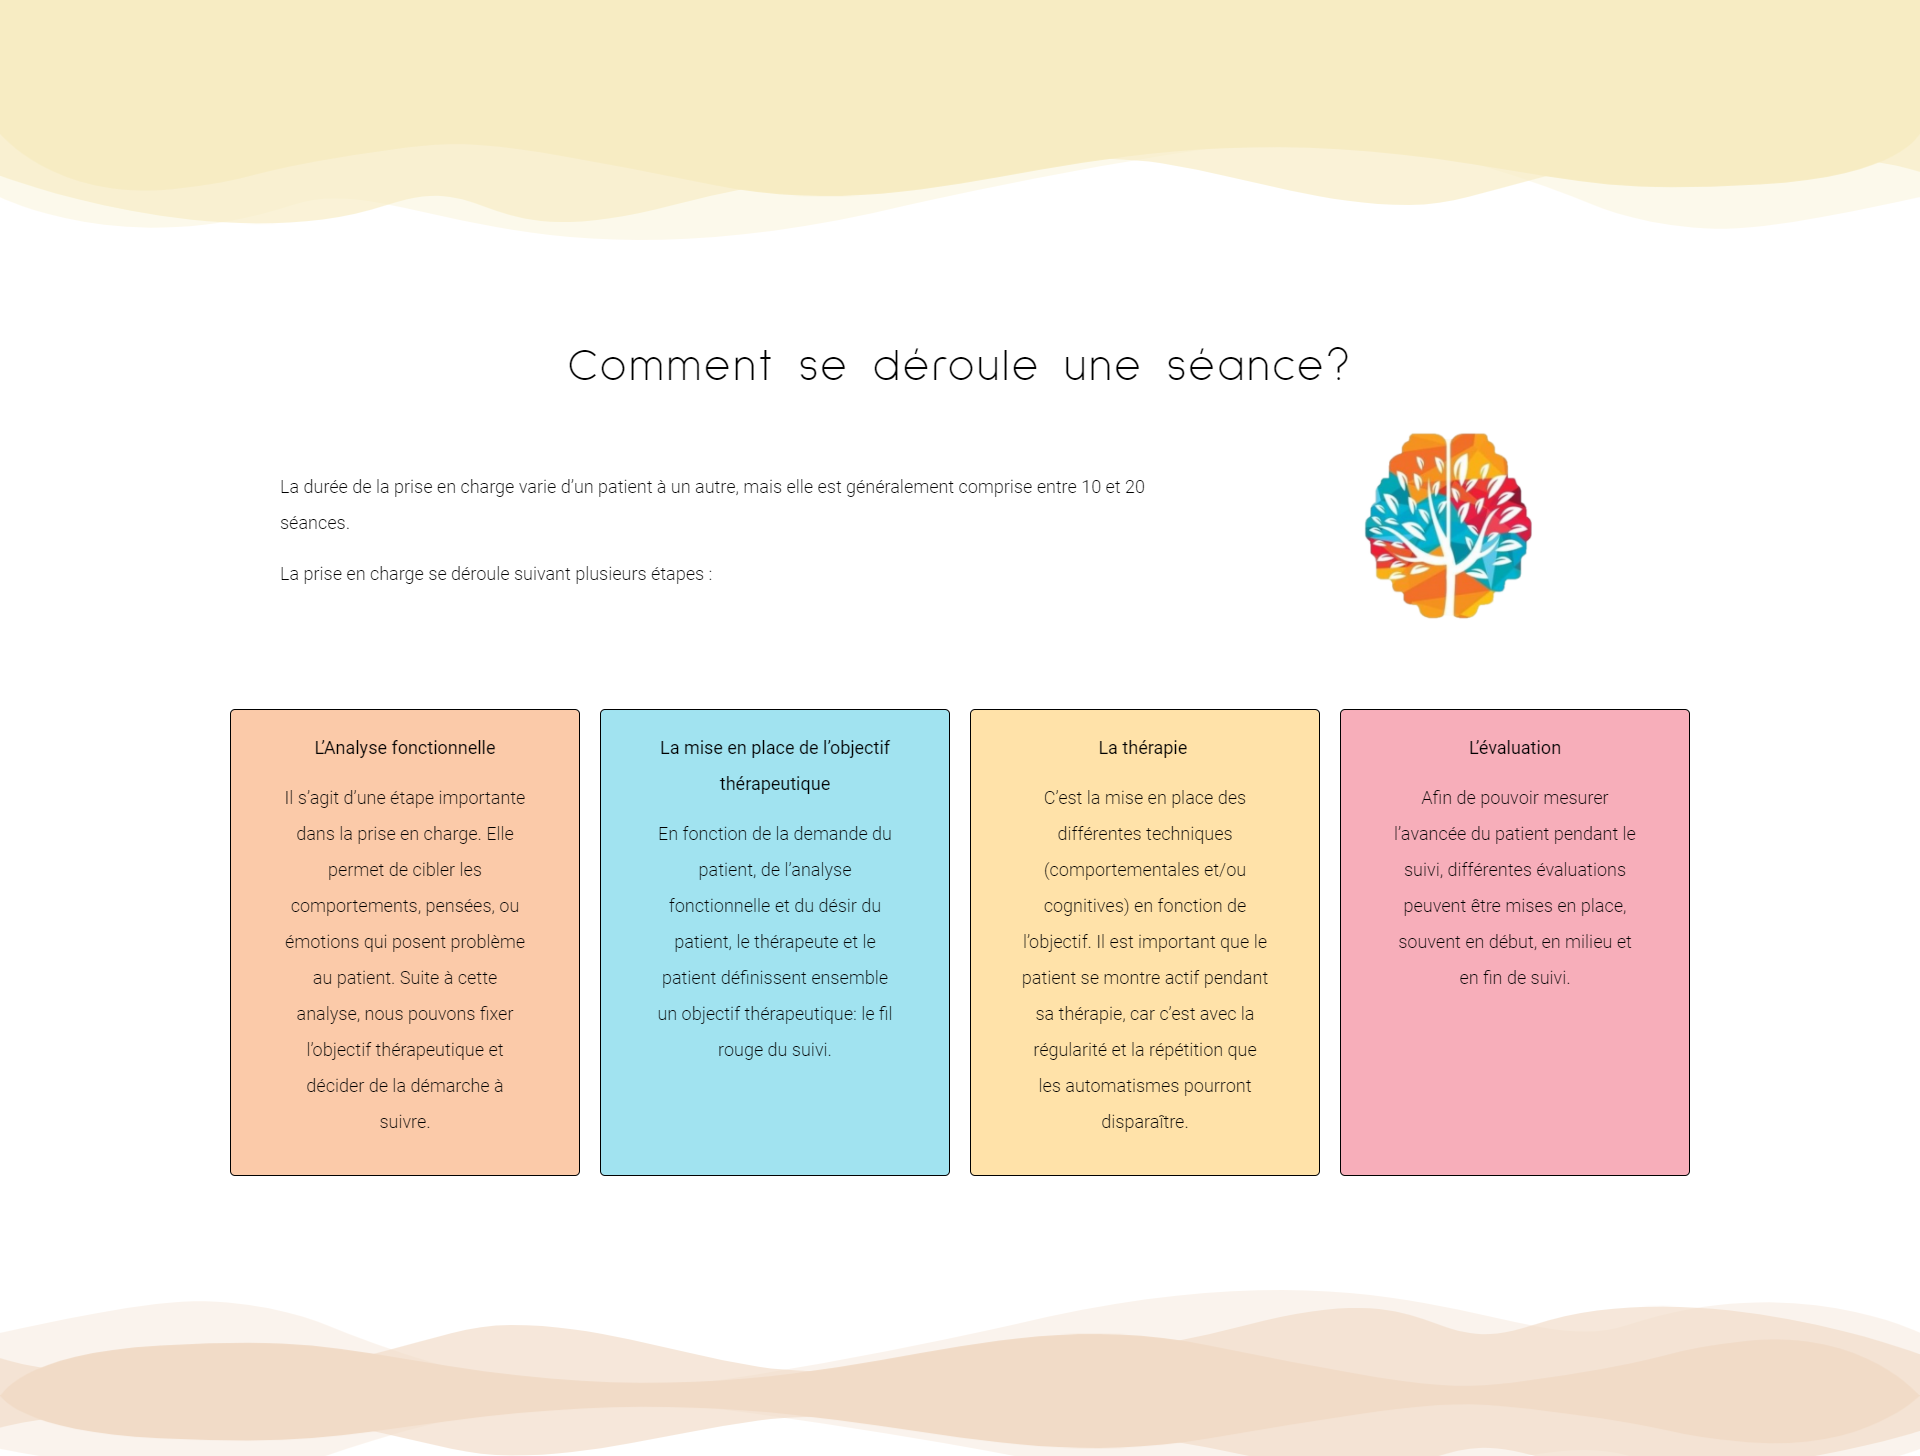 Comment se déroule une séance?
La durée de la prise en charge varie d’un patient à un autre, mais elle est généralement comprise entre 10 et 20
séances.
La prise en charge se déroule suivant plusieurs étapes :
L’Analyse fonctionnelle
Il s’agit d’une étape importante
dans la prise en charge. Elle
permet de cibler les
comportements, pensées, ou
émotions qui posent problème
au patient. Suite à cette
analyse, nous pouvons fixer
l’objectif thérapeutique et
décider de la démarche à
suivre.
La mise en place de l’objectif
thérapeutique
En fonction de la demande du
patient, de l’analyse
fonctionnelle et du désir du
patient, le thérapeute et le
patient définissent ensemble
un objectif thérapeutique: le fil
rouge du suivi.
La thérapie
C’est la mise en place des
différentes techniques
(comportementales et/ou
cognitives) en fonction de
l’objectif. Il est important que le
patient se montre actif pendant
sa thérapie, car c’est avec la
régularité et la répétition que
les automatismes pourront
disparaître.
L’évaluation
Afin de pouvoir mesurer
l’avancée du patient pendant le
suivi, différentes évaluations
peuvent être mises en place,
souvent en début, en milieu et
en fin de suivi.